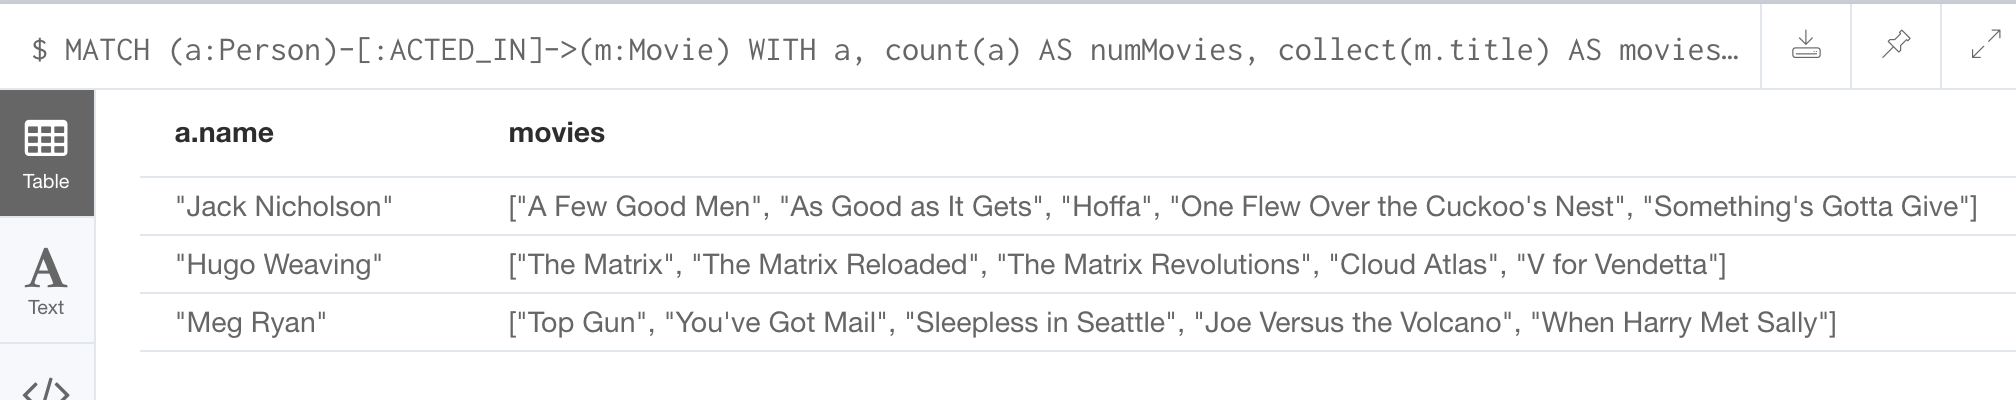 $ MATCH (a:Person)-[:ACTED_IN]->(m:Movie) WITH a, count(a) AS numMovies, collect(m.title) AS movies…
a.name movies
Table
"Jack Nicholson" ["A Few Good Men", "As Good as It Gets", "Hoffa", "One Flew Over the Cuckoo's Nest", "Something's Gotta Give"]
"Hugo Weaving" ["The Matrix", "The Matrix Reloaded", "The Matrix Revolutions", "Cloud Atlas", "V for Vendetta"]
A
Text
"Meg Ryan" ["Top Gun", "You've Got Mail", "Sleepless in Seattle", "Joe Versus the Volcano", "When Harry Met Sally"]
</>